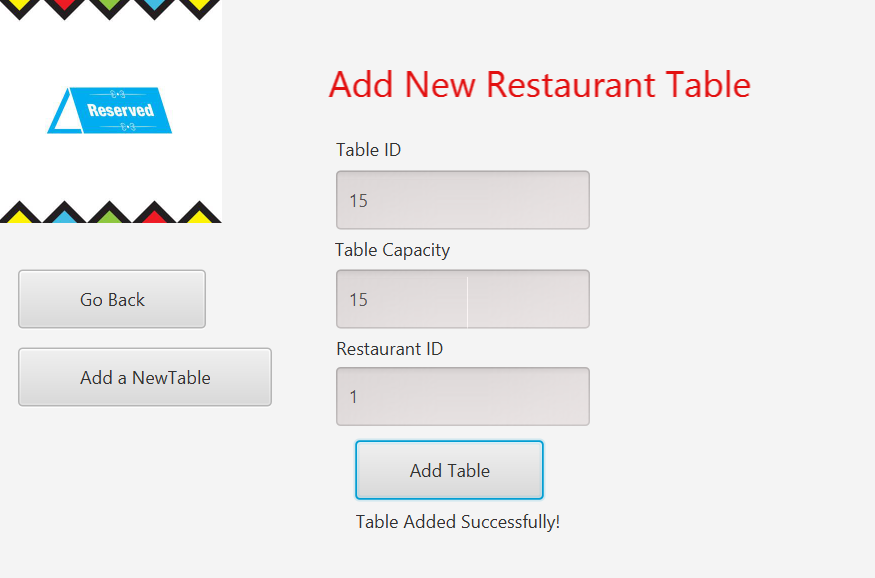 Reserved
Add New Restaurant Table
Table ID
15
Table Capacity
15
Restaurant ID
1
Add Table
Table Added Successfully!
Go Back
Add a NewTable